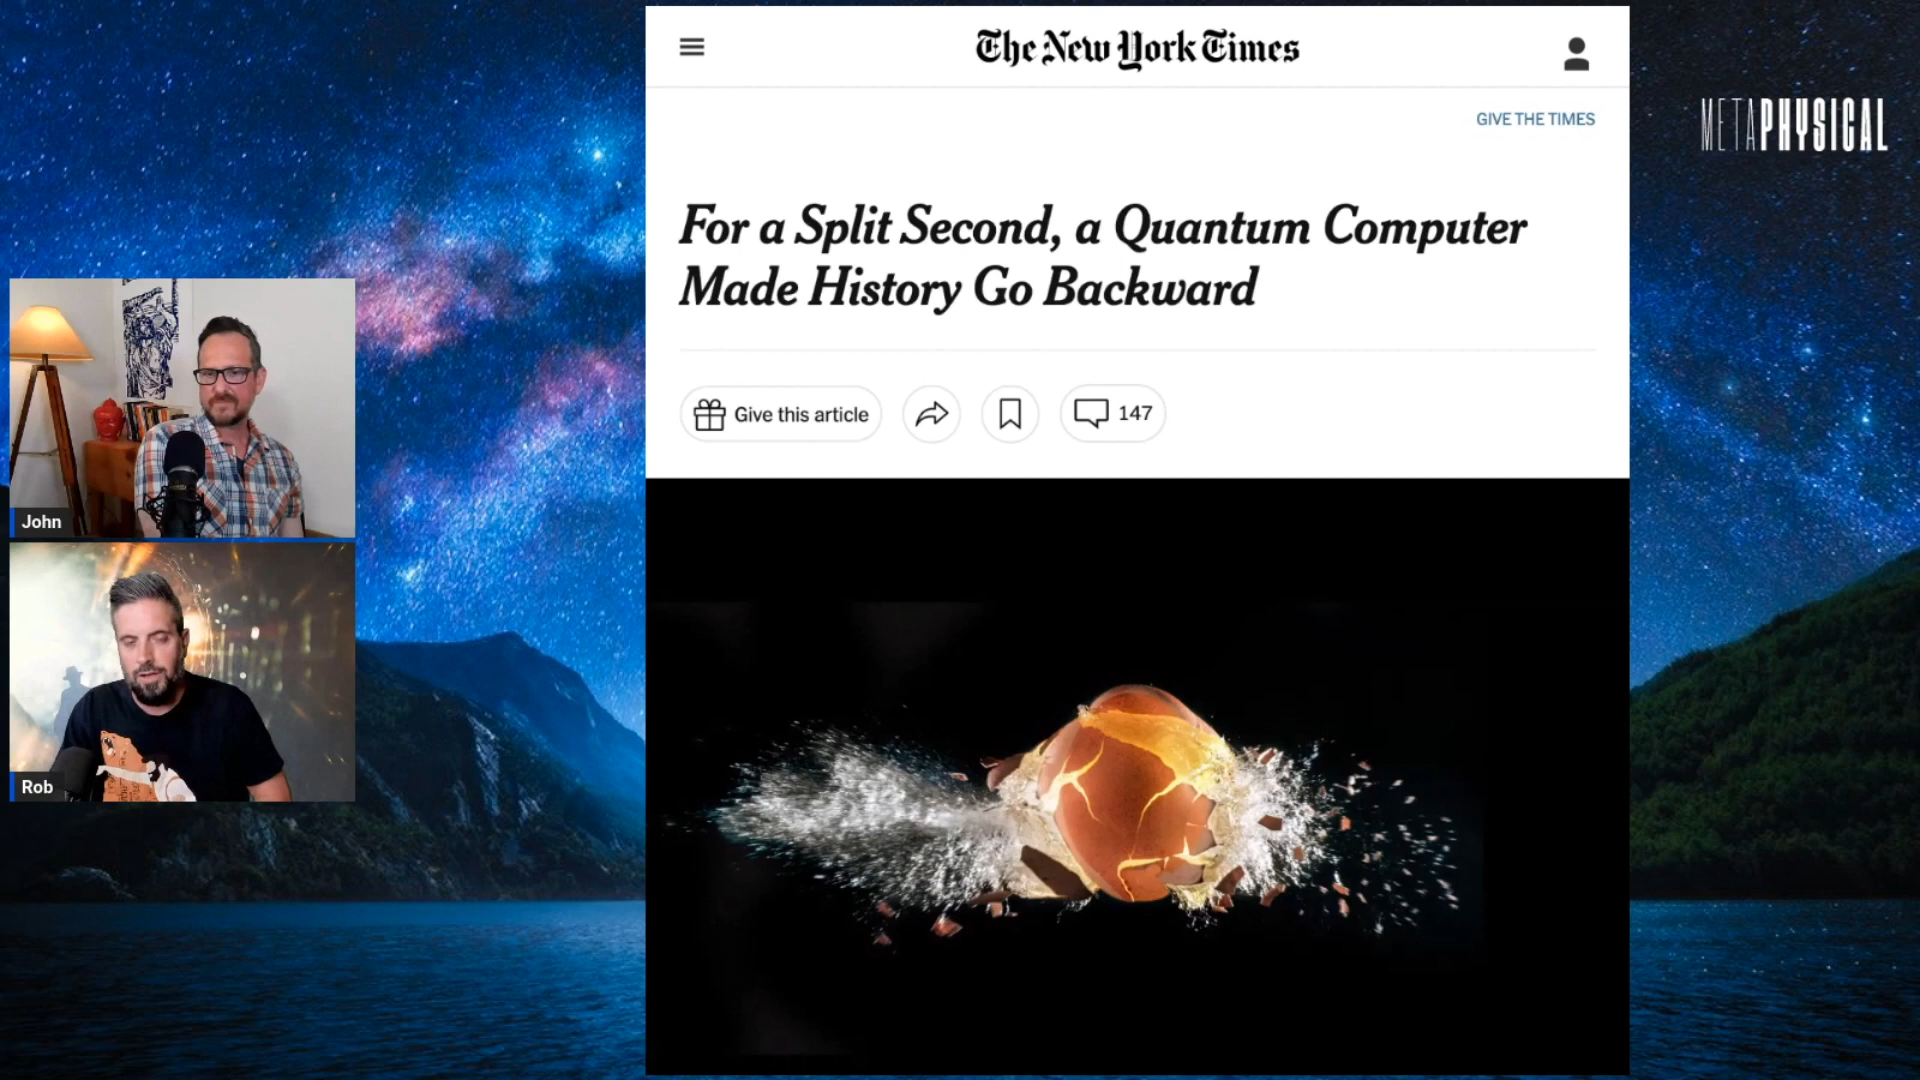 The New York Times
GIVE THE TIMES
METAPHYSICAL
For a Split Second, a Quantum Computer
Made History Go Backward
Give this article
147
John
Rob